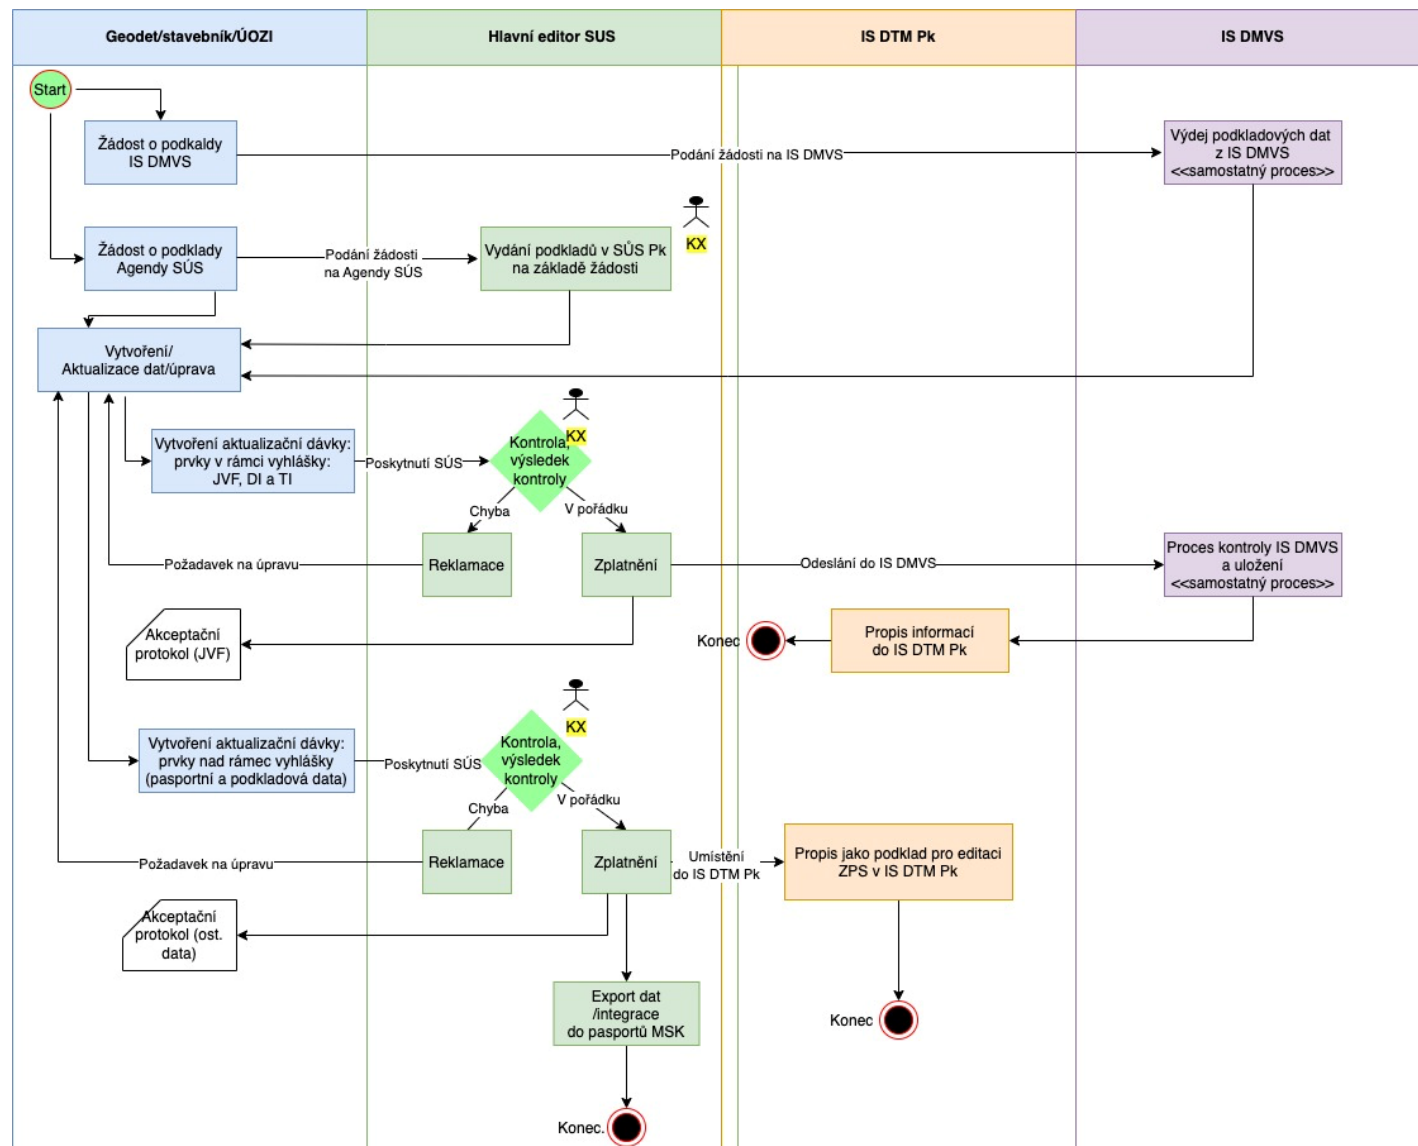 Geodet/stavebník/ÚOZI
Hlavní editor SUS
IS DTM Pk
IS DMVS
Start
Žádost o podkaldy
IS DMVS
Podání žádosti na IS DMVS
Výdej podkladových dat
z IS DMVS
<<samostatný proces>>
KX
Žádost o podklady
Agendy SÚS
Podání žádosti
na Agendy SÚS
Vydání podkladů v SŮS Pk
na základě žádosti
Vytvoření/
Aktualizace dat/úprava
KX
Vytvoření aktualizační dávky:
prvky v rámci vyhlášky:
JVF, DI a TI
Poskytnutí SÚS
Kontrola,
výsledek
kontroly
Chyba
V pořádku
Požadavek na úpravu
Reklamace
Zplatnění
Odeslání do IS DMVS
Proces kontroly IS DMVS
a uložení
<<samostatný proces>>
Akceptační
protokol (JVF)
Konec
Propis informací
do IS DTM Pk
KX
Vytvoření aktualizační dávky:
prvky nad rámec vyhlášky
(pasportní a podkladová data)
Poskytnutí SÚS
Kontrola,
výsledek
kontroly
Chyba
V pořádku
Požadavek na úpravu
Reklamace
Zplatnění
Umístění
do IS DTM Pk
Propis jako podklad pro editaci
ZPS v IS DTM Pk
Akceptační
protokol (ost.
data)
Export dat
/integrace
do pasportů MSK
Konec
Konec.